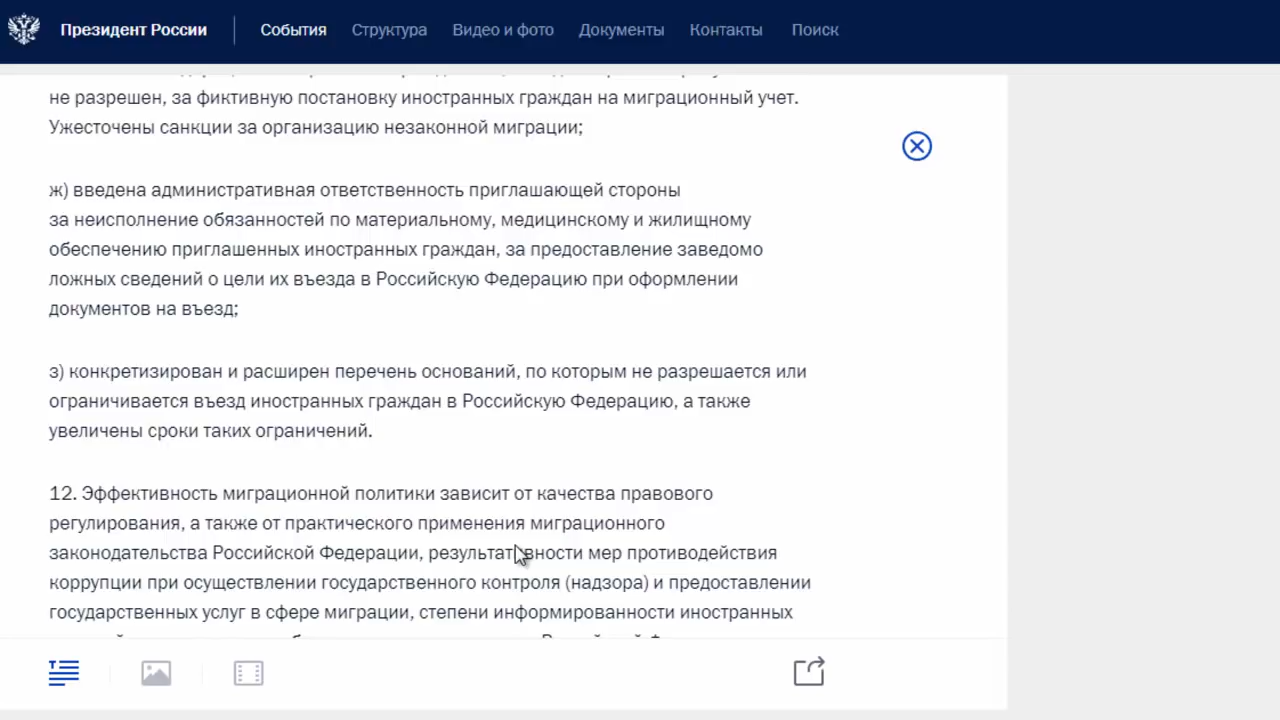 Президент России
События
Структура
Видео и фото
Документы
Контакты
Поиск
не разрешен, за фиктивную постановку иностранных граждан на миграционный учет.
Ужесточены санкции за организацию незаконной миграции;
ж) введена административная ответственность приглашающей стороны
за неисполнение обязанностей по материальному, медицинскому и жилищному
обеспечению приглашенных иностранных граждан, за предоставление заведомо
ложных сведений о цели их въезда в Российскую Федерацию при оформлении
документов на въезд;
з) конкретизирован и расширен перечень оснований, по которым не разрешается или
ограничивается въезд иностранных граждан в Российскую Федерацию, а также
увеличены сроки таких ограничений.
12. Эффективность миграционной политики зависит от качества правового
регулирования, а также от практического применения миграционного
законодательства Российской Федерации, результативности мер противодействия
коррупции при осуществлении государственного контроля (надзора) и предоставлении
государственных услуг в сфере миграции, степени информированности иностранных